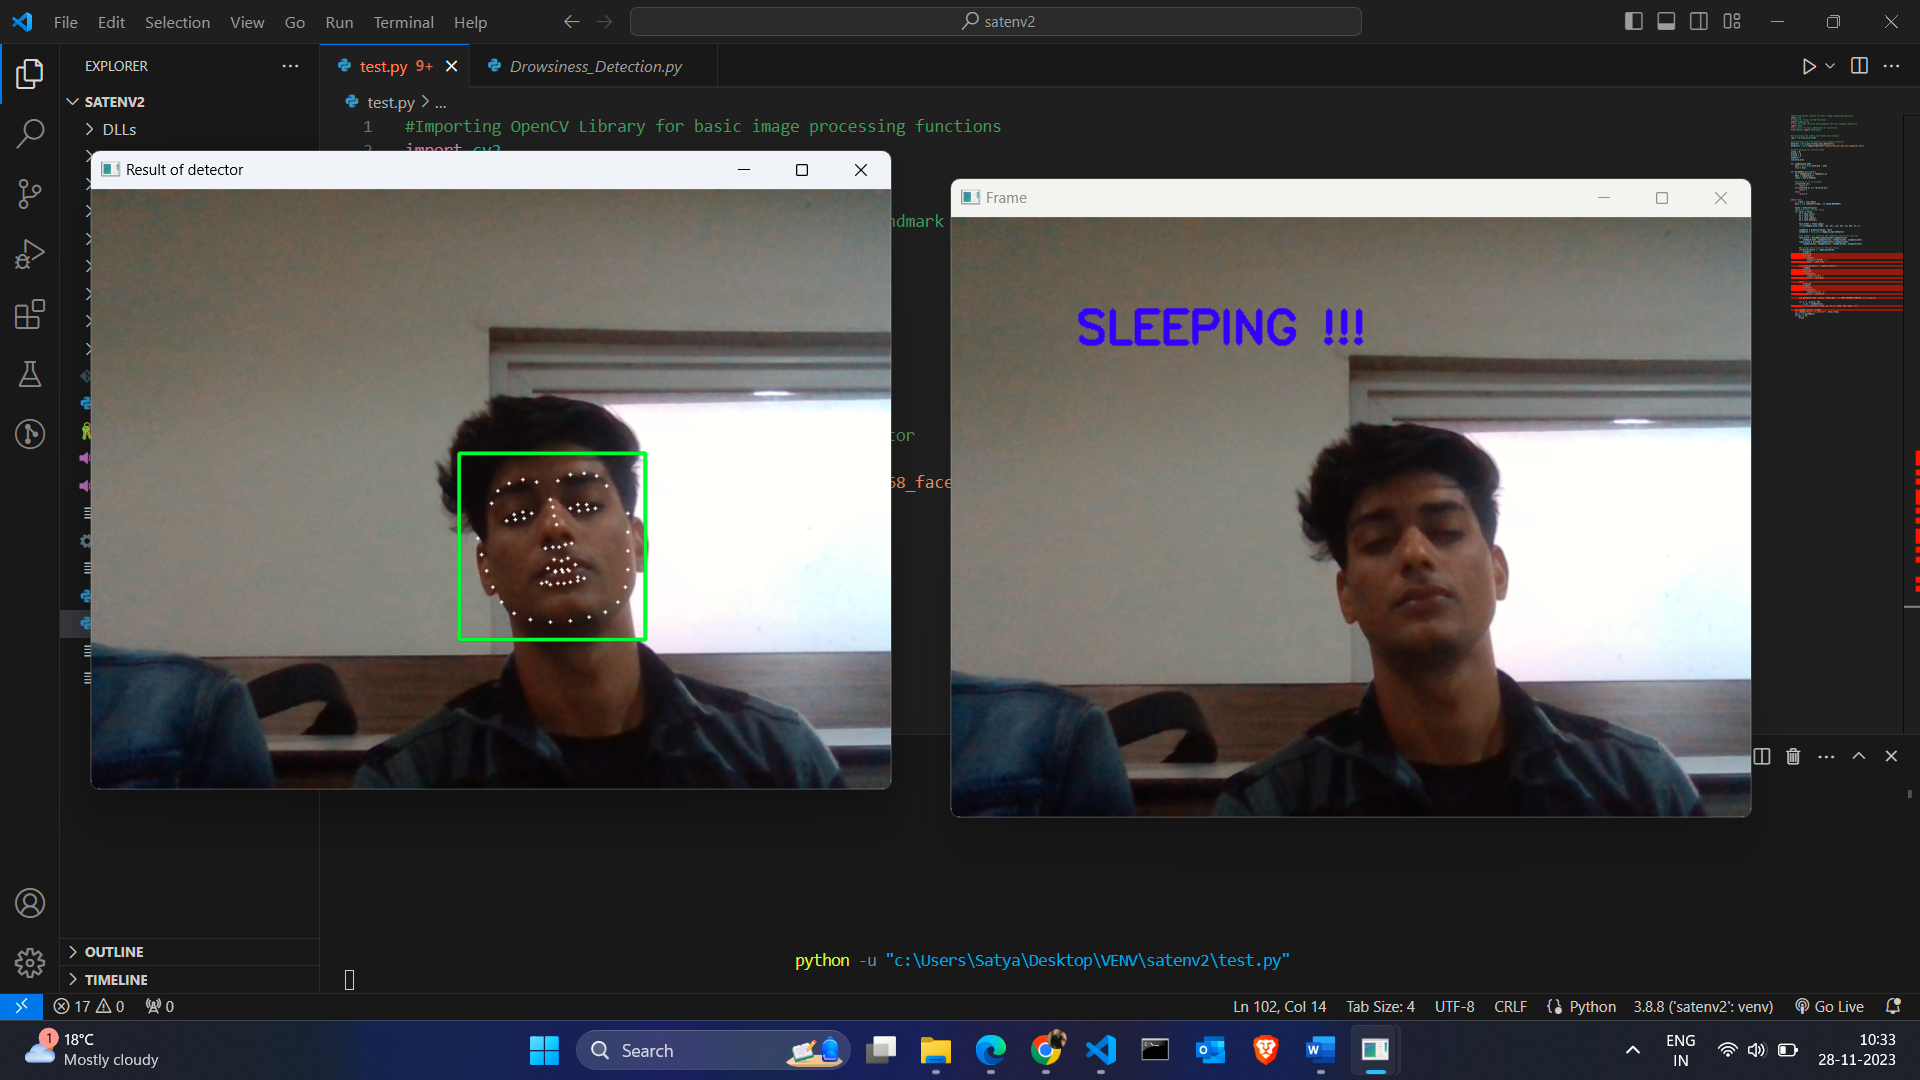 File Edit Selection View Go Run Terminal Help
satenv2
EXPLORER
test.py 9+
Drowsiness_Detection.py
SATENV2
test.py > ...
DLLs
1 #Importing OpenCV Library for basic image processing functions
2 import cv2
Result of detector
Frame
ndmark
SLEEPING !!!
tor
68_face
python -u "c:\Users\Satya\Desktop\VENV\satenv2\test.py"
OUTLINE
TIMELINE
17 0 0
Ln 102, Col 14 Tab Size: 4 UTF-8 CRLF Python 3.8.8 ('satenv2': venv) Go Live
1
18°C
Mostly cloudy
Search
ENG
IN
10:33
28-11-2023